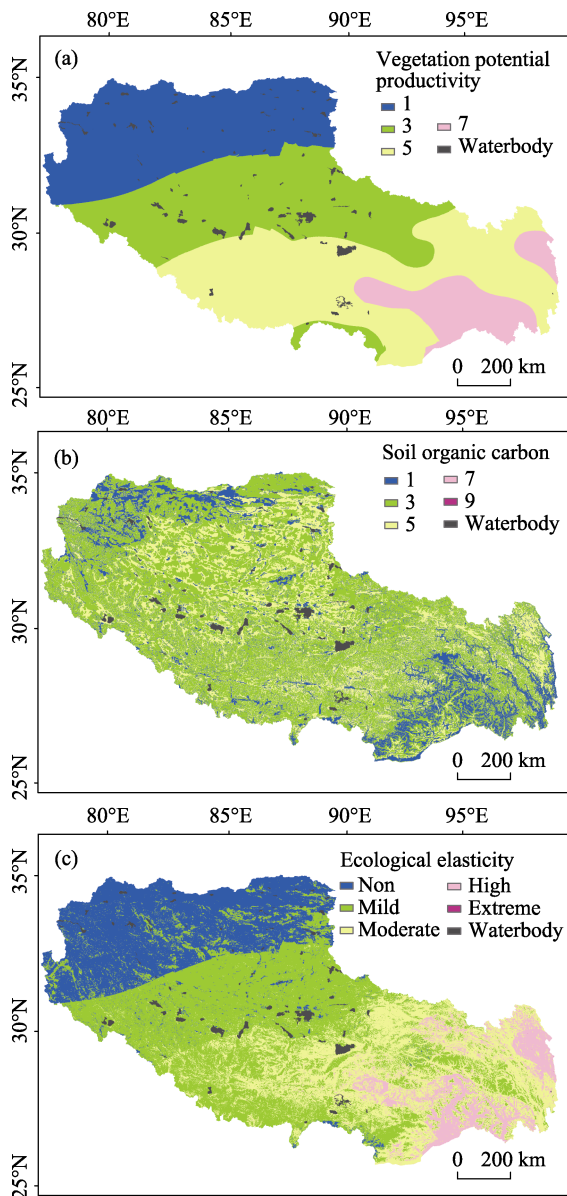 80°E 85°E 90°E 95°E
(a)
35°N
Vegetation potential
productivity
1
3 7
5 Waterbody
30°N
25°N
0 200 km
80°E 85°E 90°E 95°E
(b)
35°N
Soil organic carbon
1 7
3 9
5 Waterbody
30°N
25°N
0 200 km
80°E 85°E 90°E 95°E
(c)
35°N
Ecological elasticity
Non High
Mild Extreme
Moderate Waterbody
30°N
25°N
0 200 km